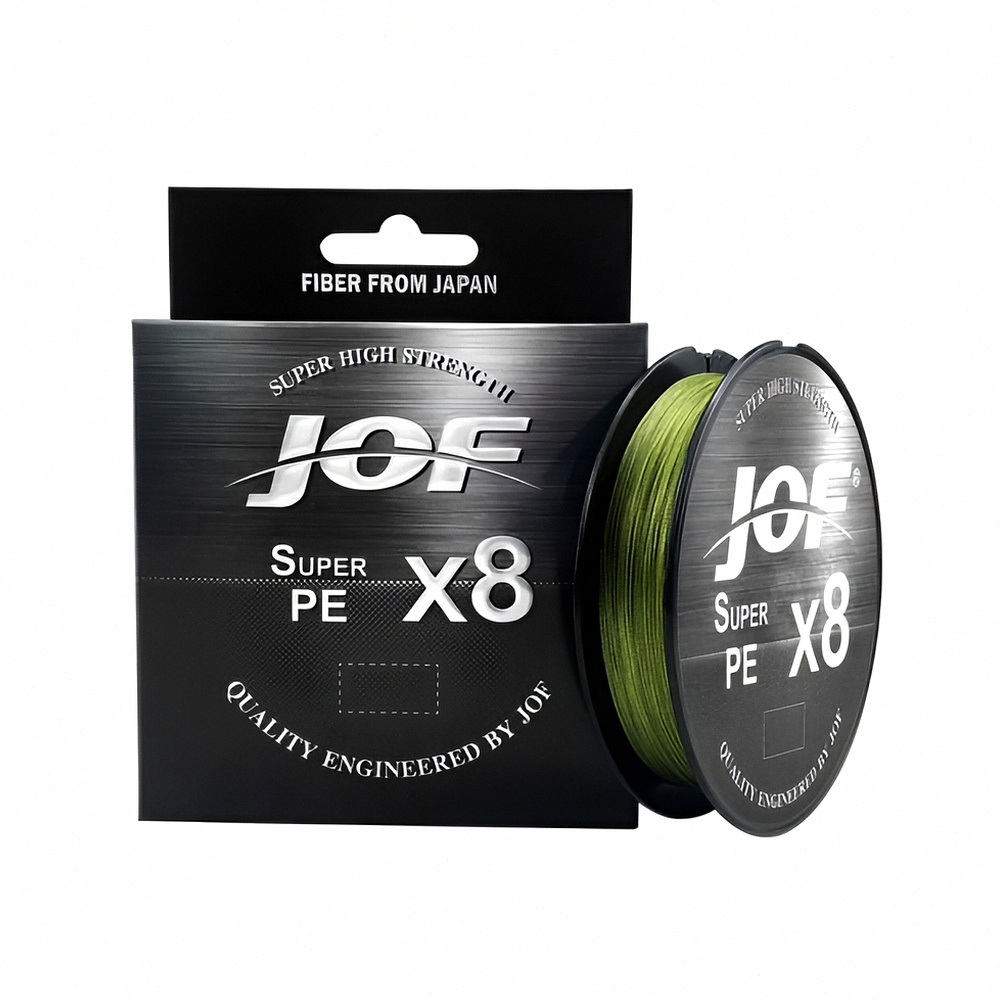 FIBER FROM JAPAN
SUPER HIGH STRENGTH
JOF
SUPER
PE
x8
QUALITY ENGINEERED BY JOF
SUPER HIGH STRENGTH
JOF®
SUPER
PE
x8
QUALITY ENGINEERED BY JOF